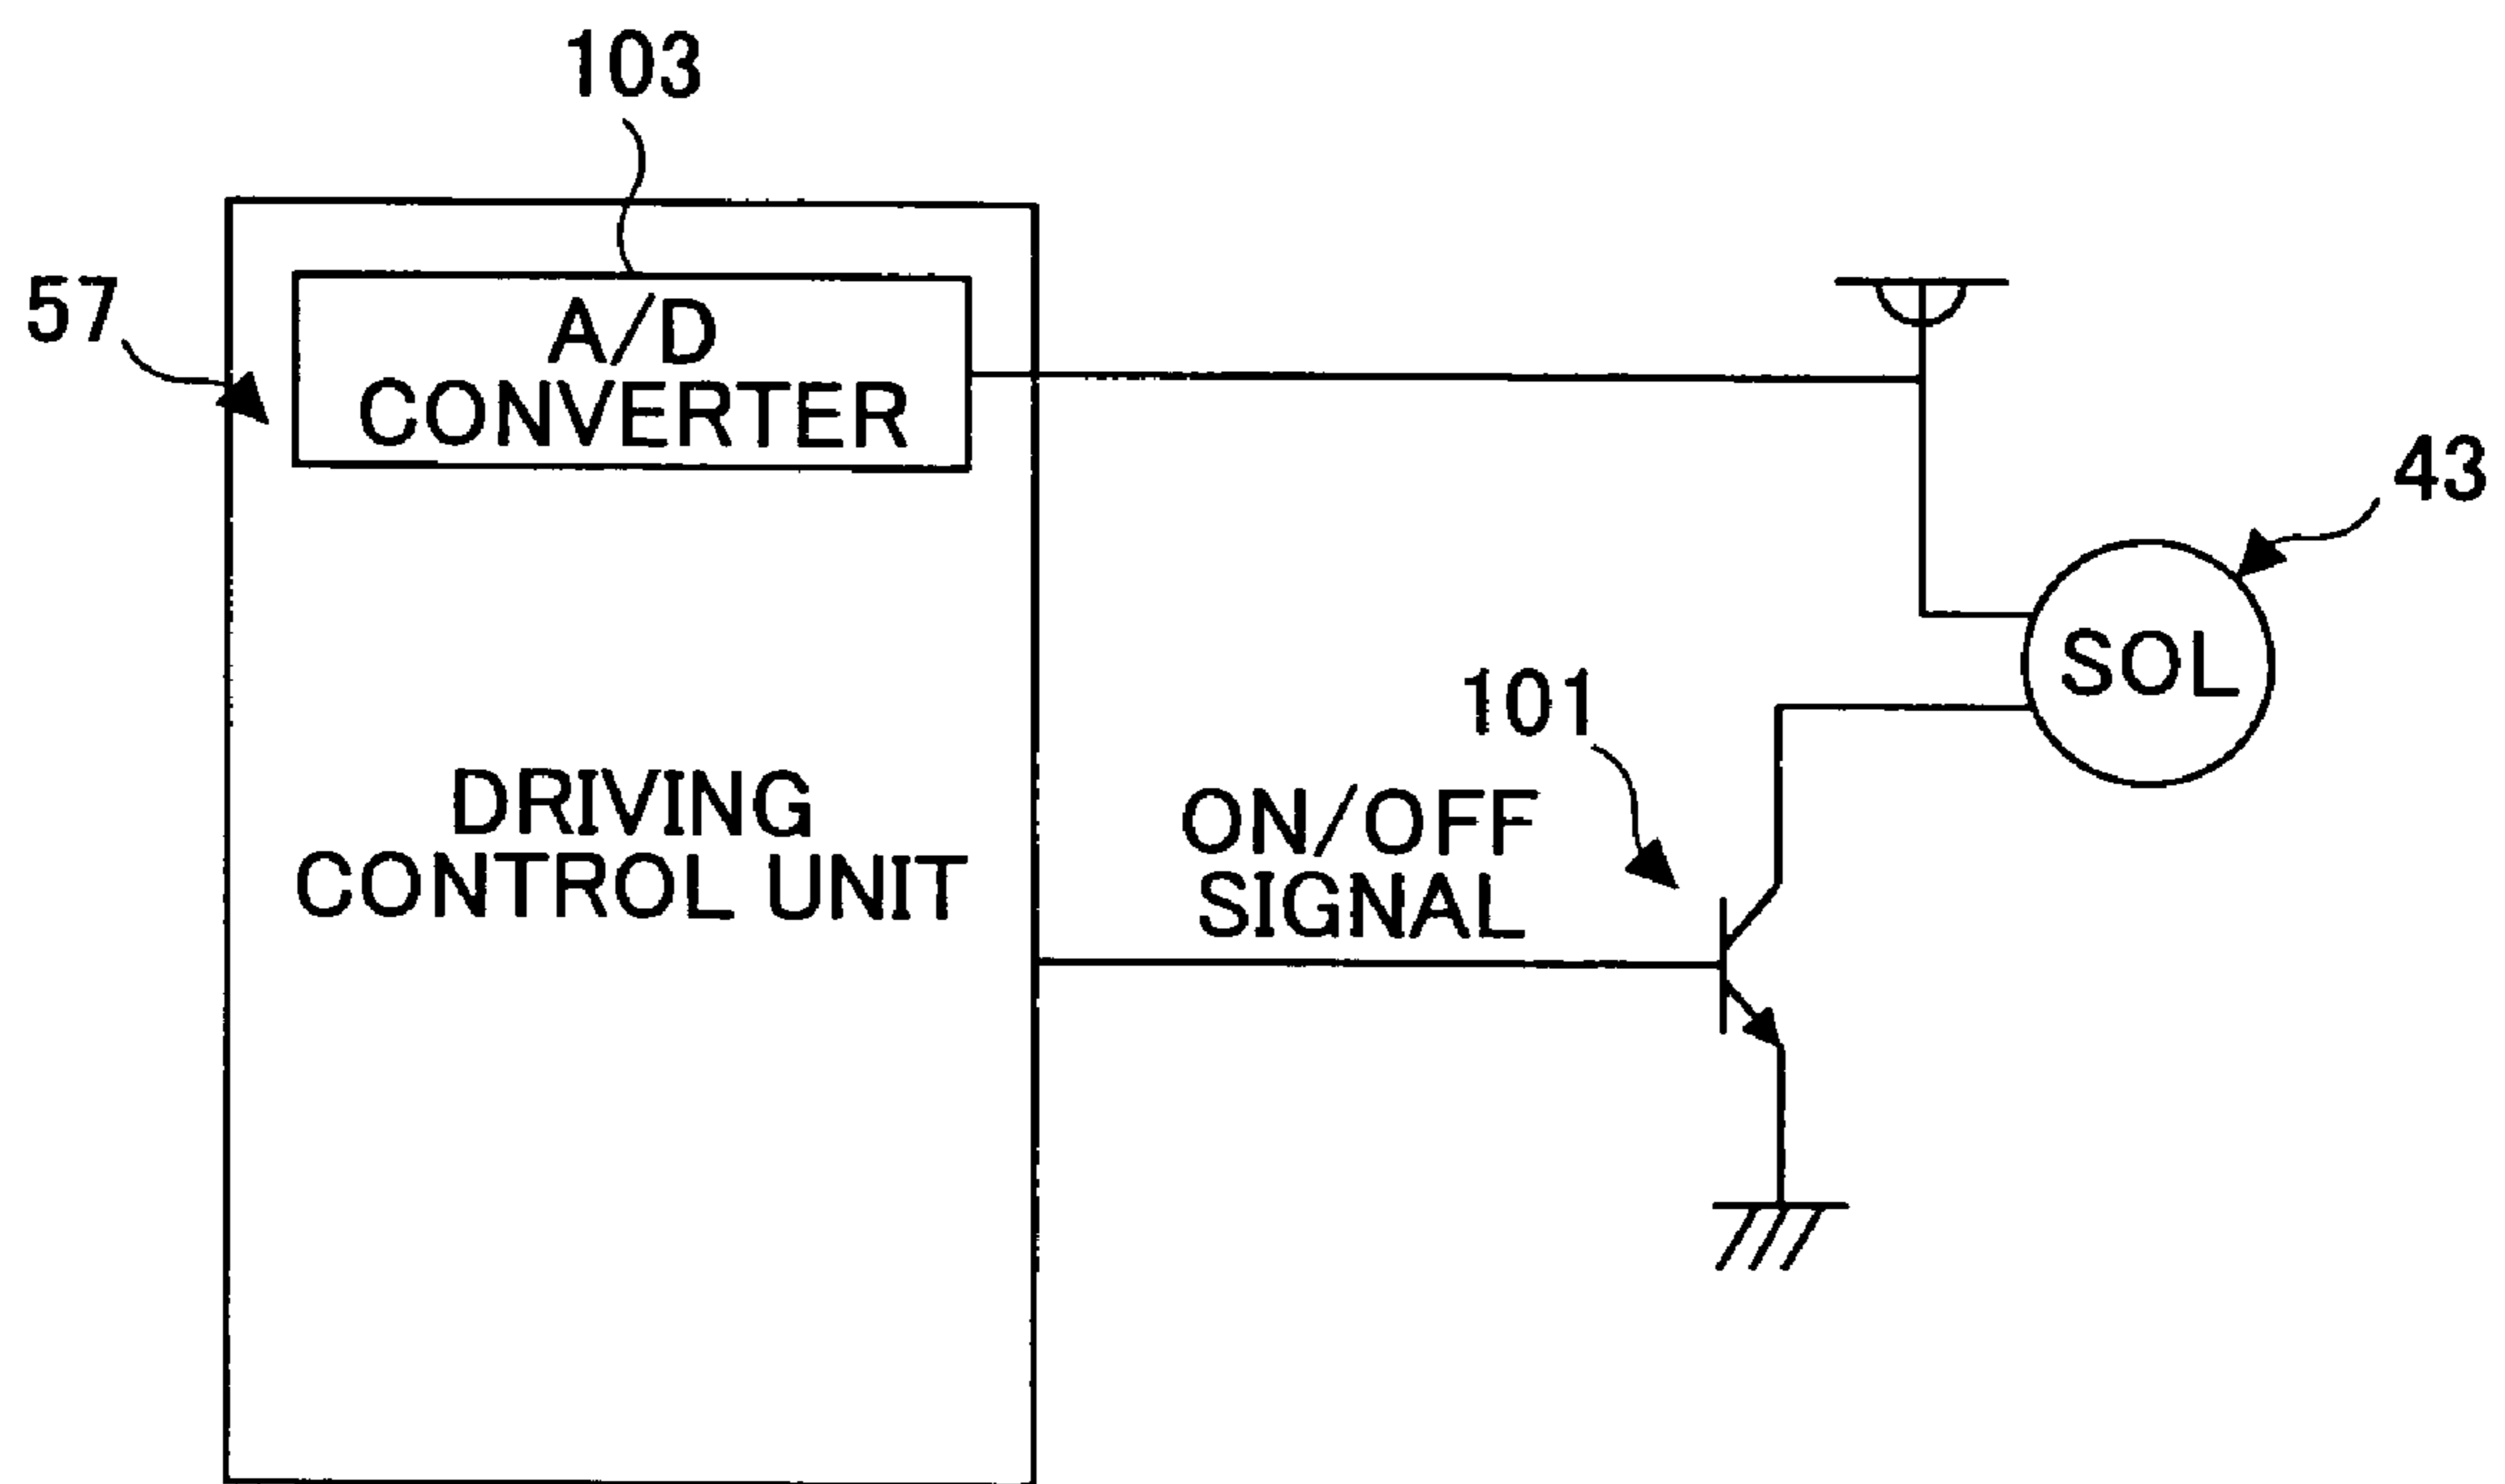 103
57
A/D
CONVERTER
43
SOL
101
DRIVING
CONTROL UNIT
ON/OFF
SIGNAL